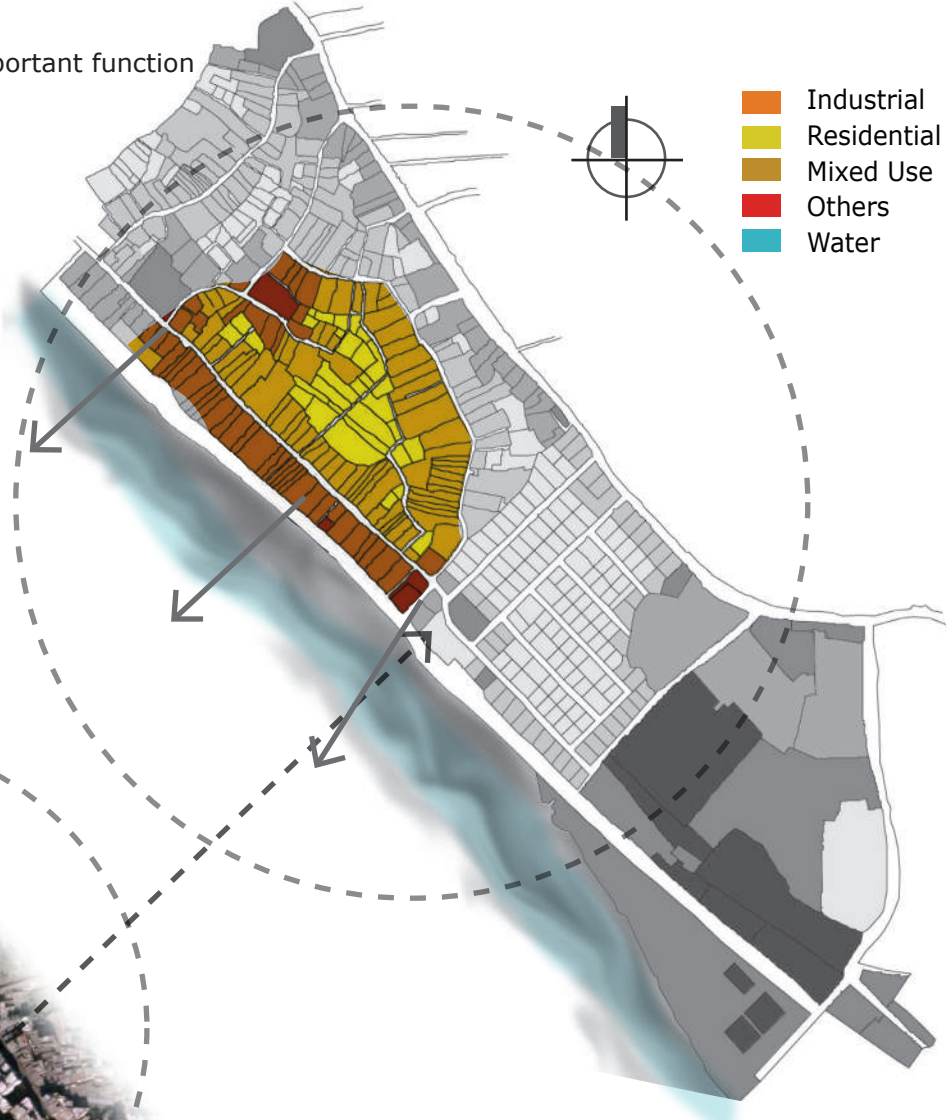 portant function
Industrial
Residential
Mixed Use
Others
Water